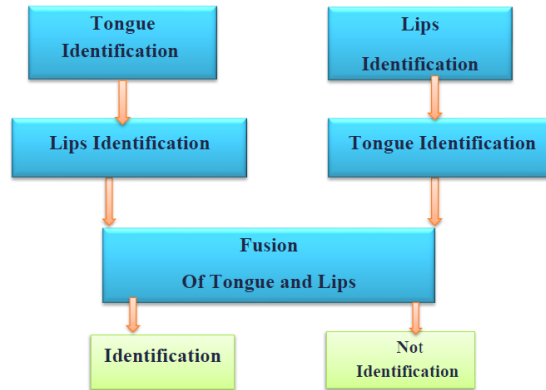 Tongue
Identification
Lips
Identification
Lips Identification
Tongue Identification
Fusion
Of Tongue and Lips
Identification
Not
Identification